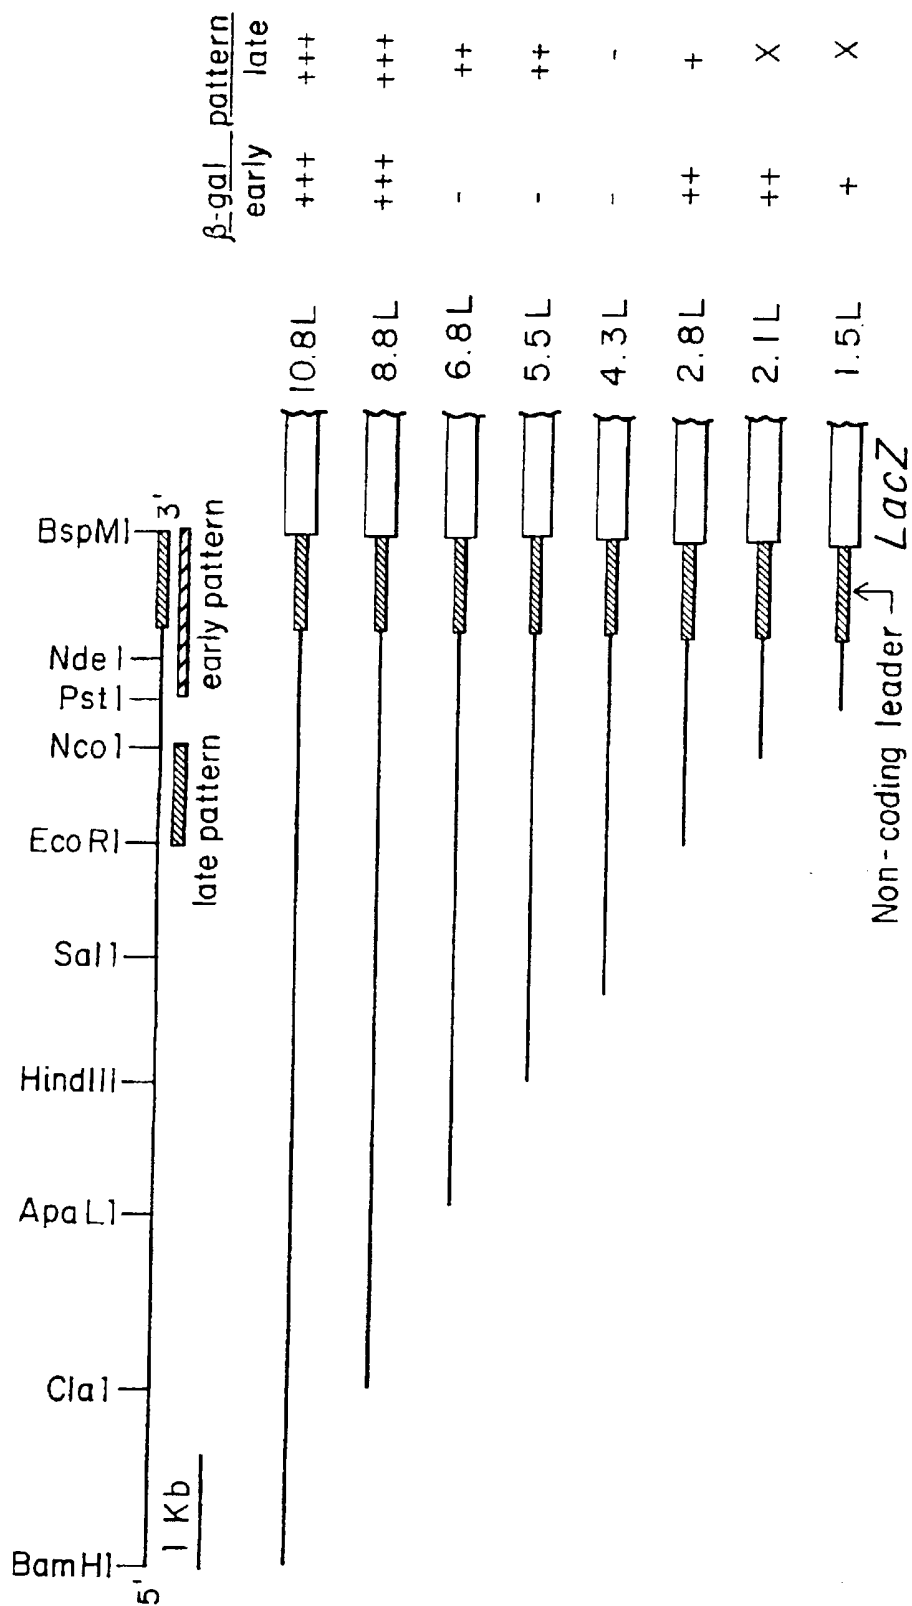 5'
BamHI
ClaI
ApaLI
HindIII
SalI
EcoRI
NcoI
PstI
NdeI
BspMI
3'
1 Kb
late pattern
early pattern
β-gal pattern
early late
10.8L +++ +++
8.8L +++ +++
6.8L - ++
5.5L - ++
4.3L - -
2.8L ++ +
2.1L ++ X
1.5L + X
Non-coding leader
LacZ